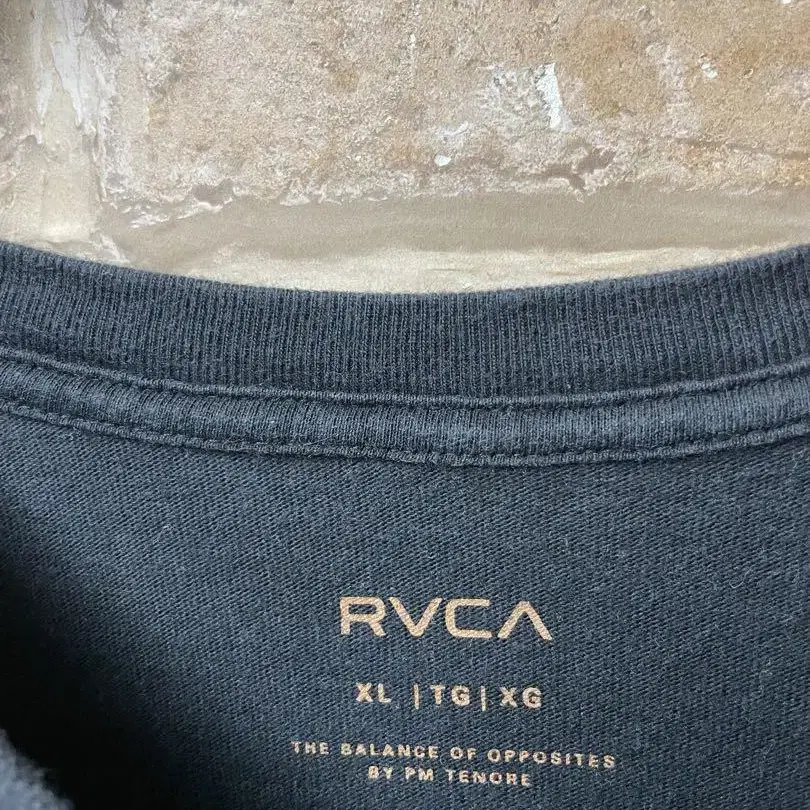 RVCA
XL | TG | XG
THE BALANCE OF OPPOSITES
BY PM TENORE